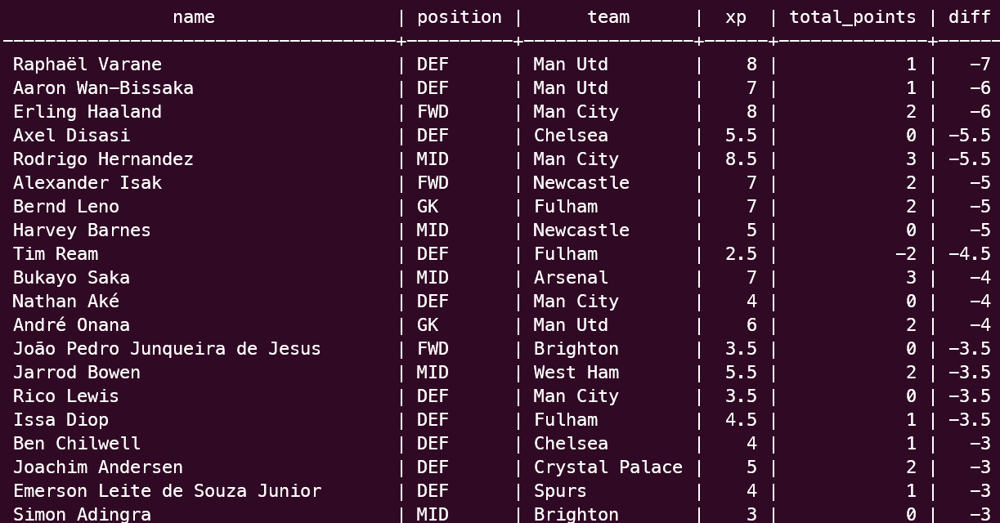 name | position | team | xp | total_points | diff
-------------------------------------+----------+----------------+------+--------------+------
Raphaël Varane | DEF | Man Utd | 8 | 1 | -7
Aaron Wan-Bissaka | DEF | Man Utd | 7 | 1 | -6
Erling Haaland | FWD | Man City | 8 | 2 | -6
Axel Disasi | DEF | Chelsea | 5.5 | 0 | -5.5
Rodrigo Hernandez | MID | Man City | 8.5 | 3 | -5.5
Alexander Isak | FWD | Newcastle | 7 | 2 | -5
Bernd Leno | GK | Fulham | 7 | 2 | -5
Harvey Barnes | MID | Newcastle | 5 | 0 | -5
Tim Ream | DEF | Fulham | 2.5 | -2 | -4.5
Bukayo Saka | MID | Arsenal | 7 | 3 | -4
Nathan Aké | DEF | Man City | 4 | 0 | -4
André Onana | GK | Man Utd | 6 | 2 | -4
João Pedro Junqueira de Jesus | FWD | Brighton | 3.5 | 0 | -3.5
Jarrod Bowen | MID | West Ham | 5.5 | 2 | -3.5
Rico Lewis | DEF | Man City | 3.5 | 0 | -3.5
Issa Diop | DEF | Fulham | 4.5 | 1 | -3.5
Ben Chilwell | DEF | Chelsea | 4 | 1 | -3
Joachim Andersen | DEF | Crystal Palace | 5 | 2 | -3
Emerson Leite de Souza Junior | DEF | Spurs | 4 | 1 | -3
Simon Adingra | MID | Brighton | 3 | 0 | -3